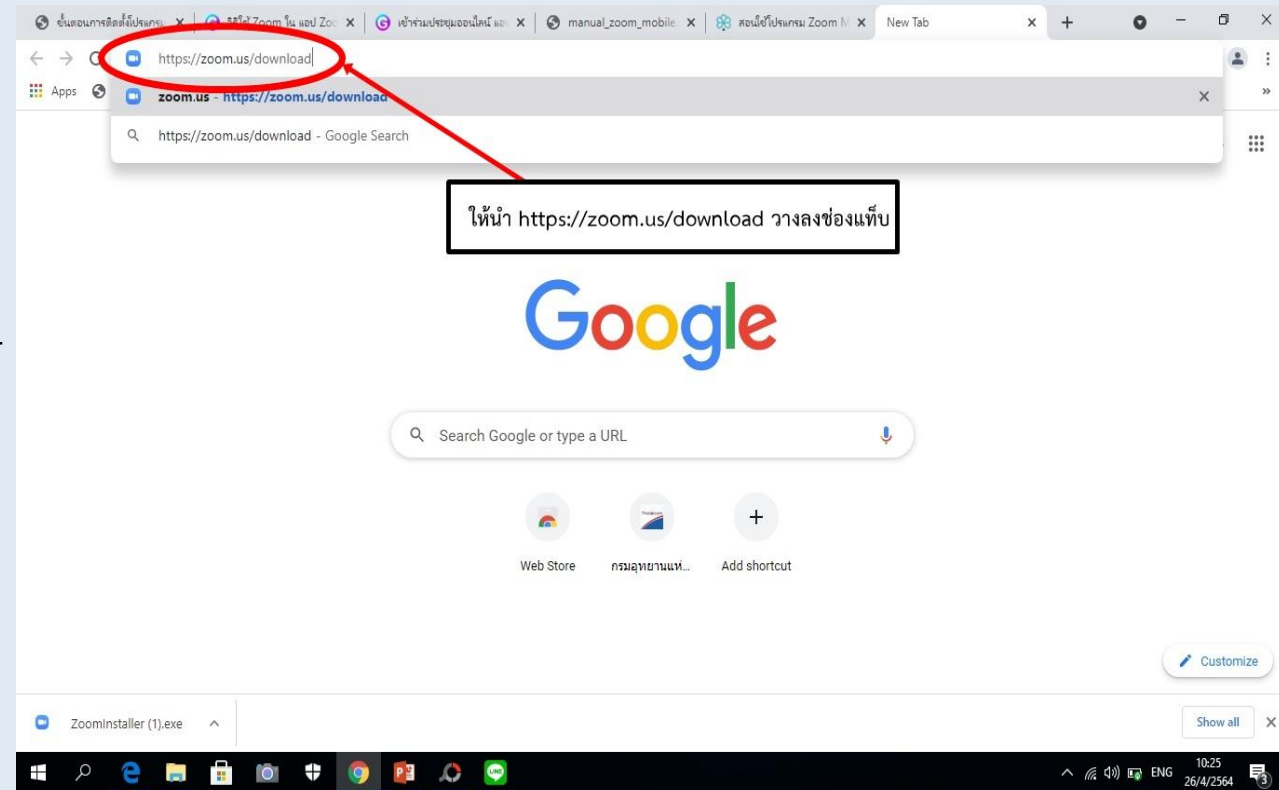 ขั้นตอนการติดตั้งโปรแกรม
วิธีใช้ Zoom ใน แอป Zoo
เข้าร่วมประชุมออนไลน์ แอ
manual_zoom_mobile.
สอนใช้โปรแกรม Zoom M
New Tab
https://zoom.us/download
Apps
zoom.us - https://zoom.us/download
https://zoom.us/download - Google Search
ให้นำ https://zoom.us/download วางลงช่องแท็บ
Google
Search Google or type a URL
Web Store
กรมอุทยานแห่...
Add shortcut
Customize
ZoomInstaller (1).exe
Show all
ENG
10:25
26/4/2564
3